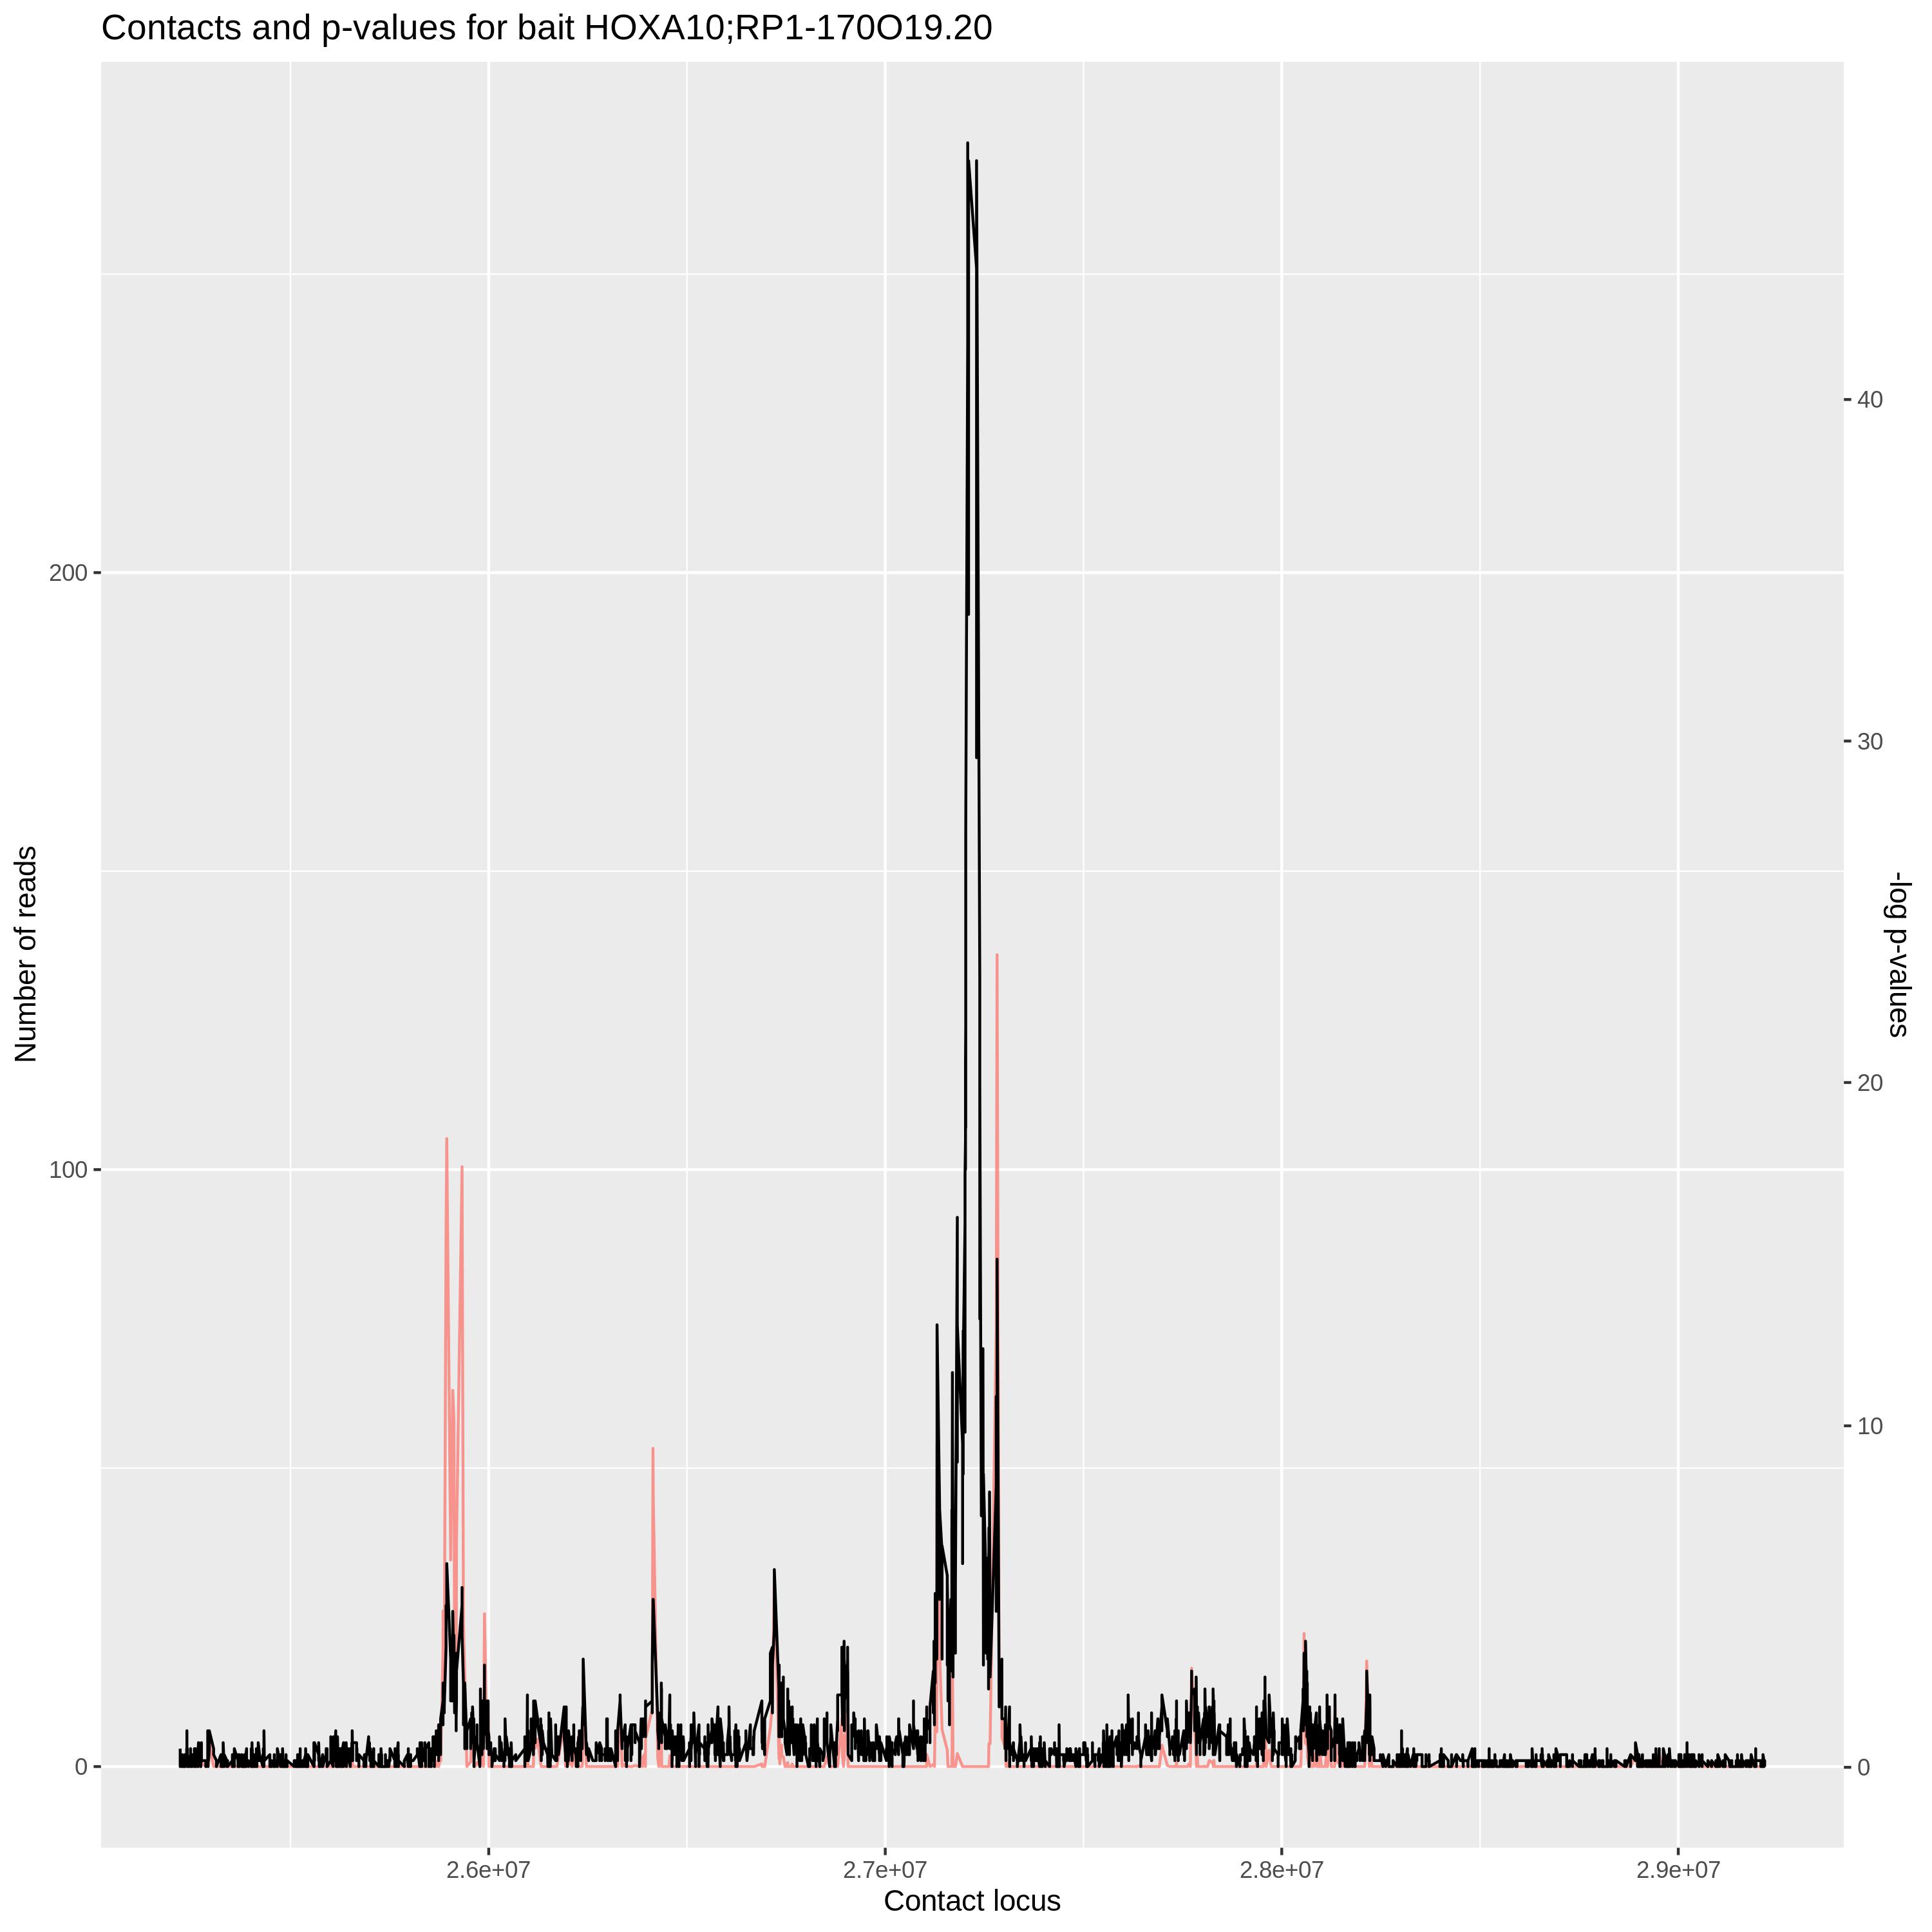 Contacts and p-values for bait HOXA10;RP1-170O19.20
Number of reads
200
100
0
40
30
20
10
0
-log p-values
2.6e+07
2.7e+07
2.8e+07
2.9e+07
Contact locus